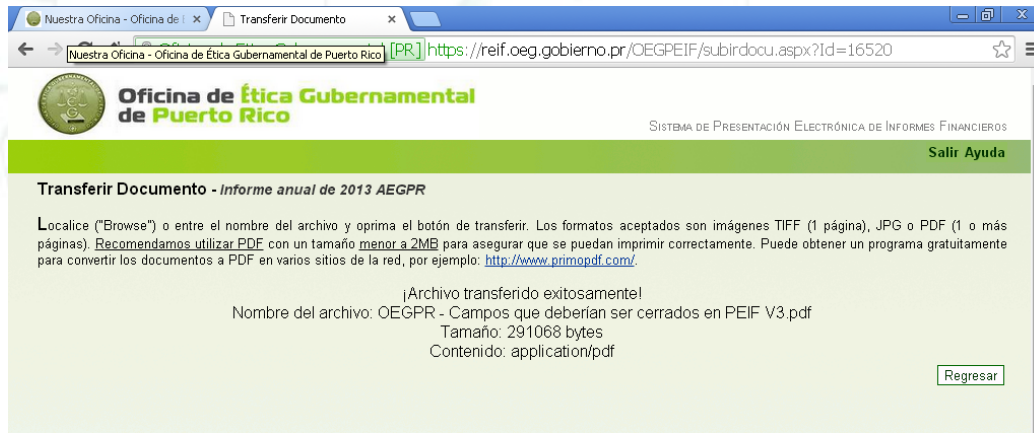 Nuestra Oficina - Oficina de
Transferir Documento
Nuestra Oficina - Oficina de Ética Gubernamental de Puerto Rico
[PR] https://reif.oeg.gobierno.pr/OEGPEIF/subirdocu.aspx?Id=16520
Oficina de Ética Gubernamental
de Puerto Rico
SISTEMA DE PRESENTACIÓN ELECTRÓNICA DE INFORMES FINANCIEROS
Salir Ayuda
Transferir Documento - Informe anual de 2013 AEGPR
Localice ("Browse") o entre el nombre del archivo y oprima el botón de transferir. Los formatos aceptados son imágenes TIFF (1 página), JPG o PDF (1 o más
páginas). Recomendamos utilizar PDF con un tamaño menor a 2MB para asegurar que se puedan imprimir correctamente. Puede obtener un programa gratuitamente
para convertir los documentos a PDF en varios sitios de la red, por ejemplo: http://www.primopdf.com/.
¡Archivo transferido exitosamente!
Nombre del archivo: OEGPR - Campos que deberían ser cerrados en PEIF V3.pdf
Tamaño: 291068 bytes
Contenido: application/pdf
Regresar